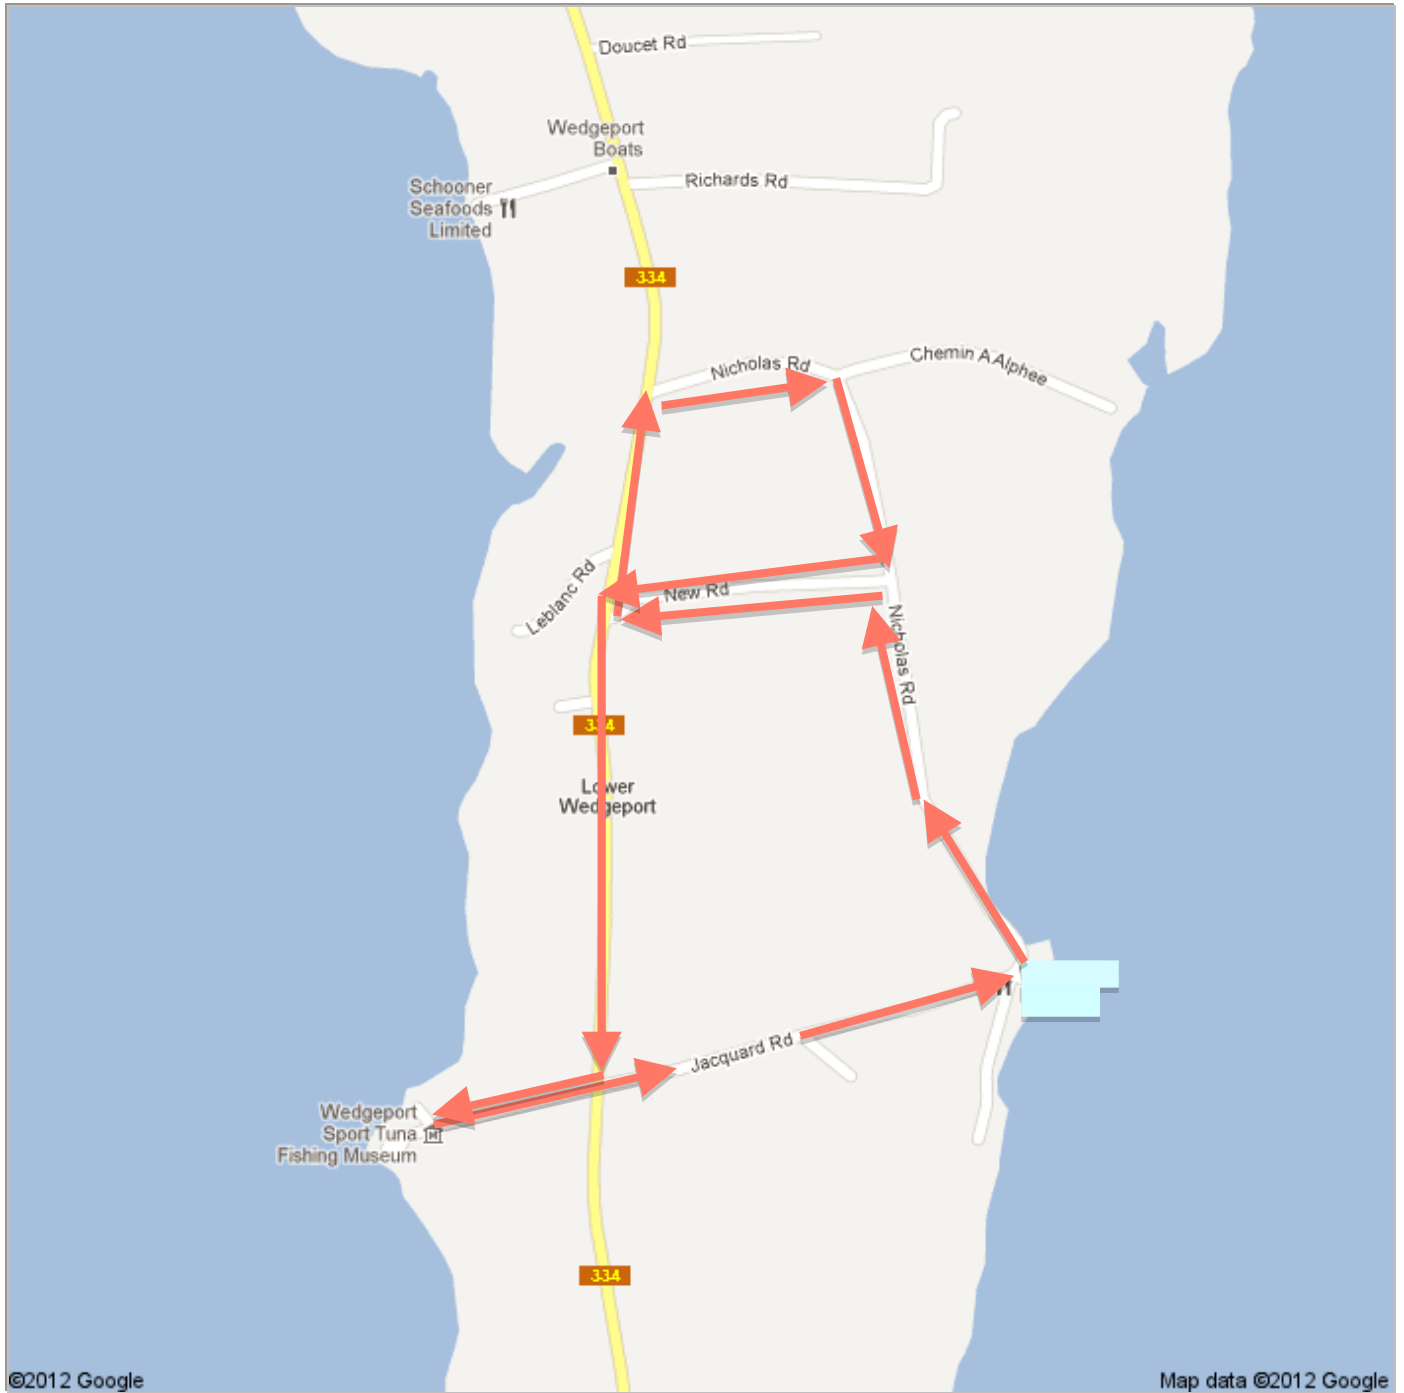 Doucet Rd
Wedgeport
Boats
Richards Rd
Schooner
Seafoods
Limited
334
Nicholas Rd
Chemin A Alphee
Leblanc Rd
New Rd
Nicholas Rd
334
Lower
Wedgeport
Jacquard Rd
Wedgeport
Sport Tuna
Fishing Museum
M
334
©2012 Google
Map data ©2012 Google